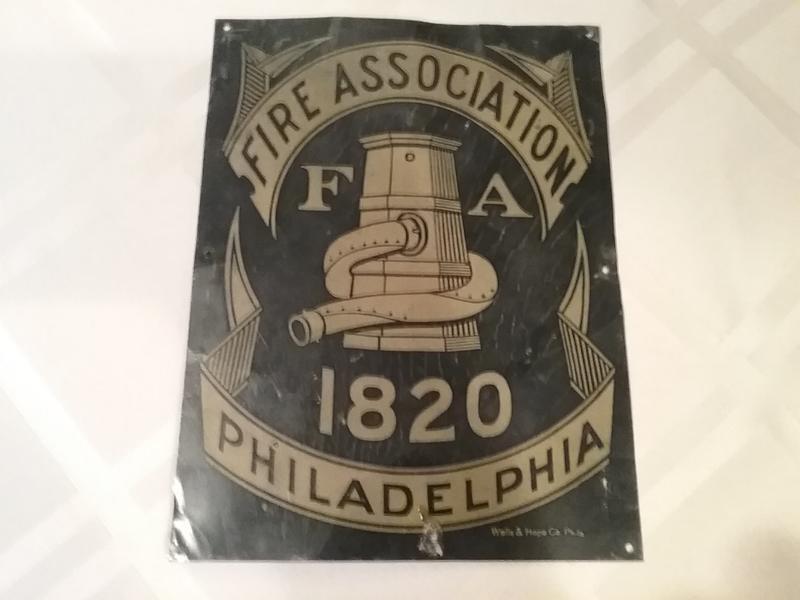 FIRE ASSOCIATION
F A
1820
PHILADELPHIA
Wells & Hope Co. Phila